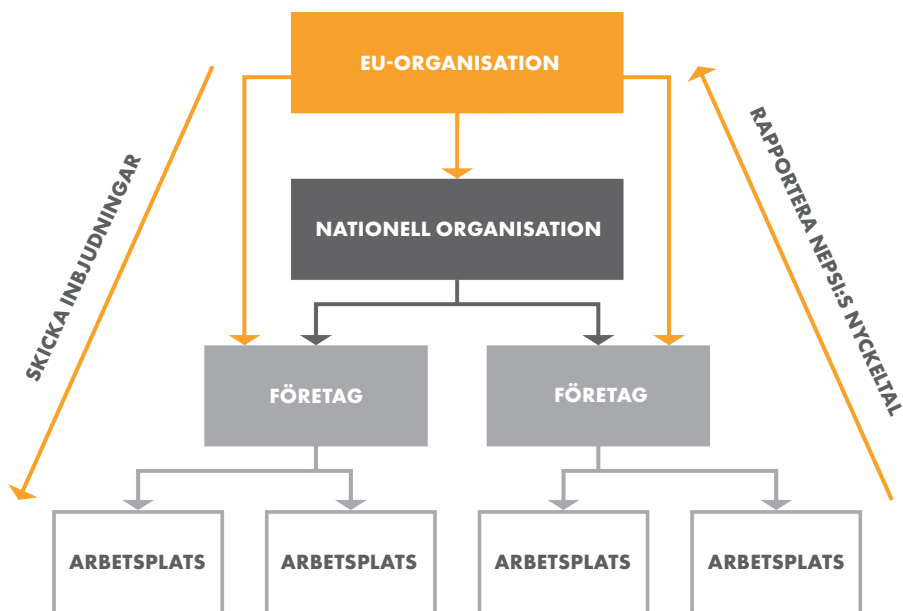 EU-ORGANISATION
SKICKA INBJUDNINGAR
RAPPORTERA NEPSI:S NYCKELTAL
NATIONELL ORGANISATION
FÖRETAG
FÖRETAG
ARBETSPLATS
ARBETSPLATS
ARBETSPLATS
ARBETSPLATS